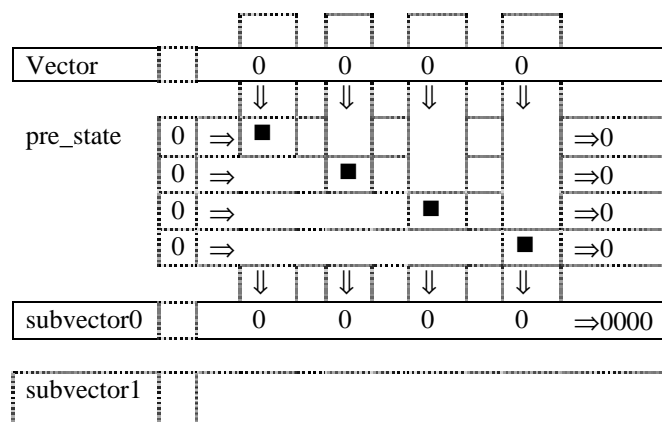 Vector 0 0 0 0
⇓ ⇓ ⇓ ⇓
pre_state 0 ⇒ ■ ⇒0
0 ⇒ ■ ⇒0
0 ⇒ ■ ⇒0
0 ⇒ ■ ⇒0
⇓ ⇓ ⇓ ⇓
subvector0 0 0 0 0 ⇒0000
subvector1